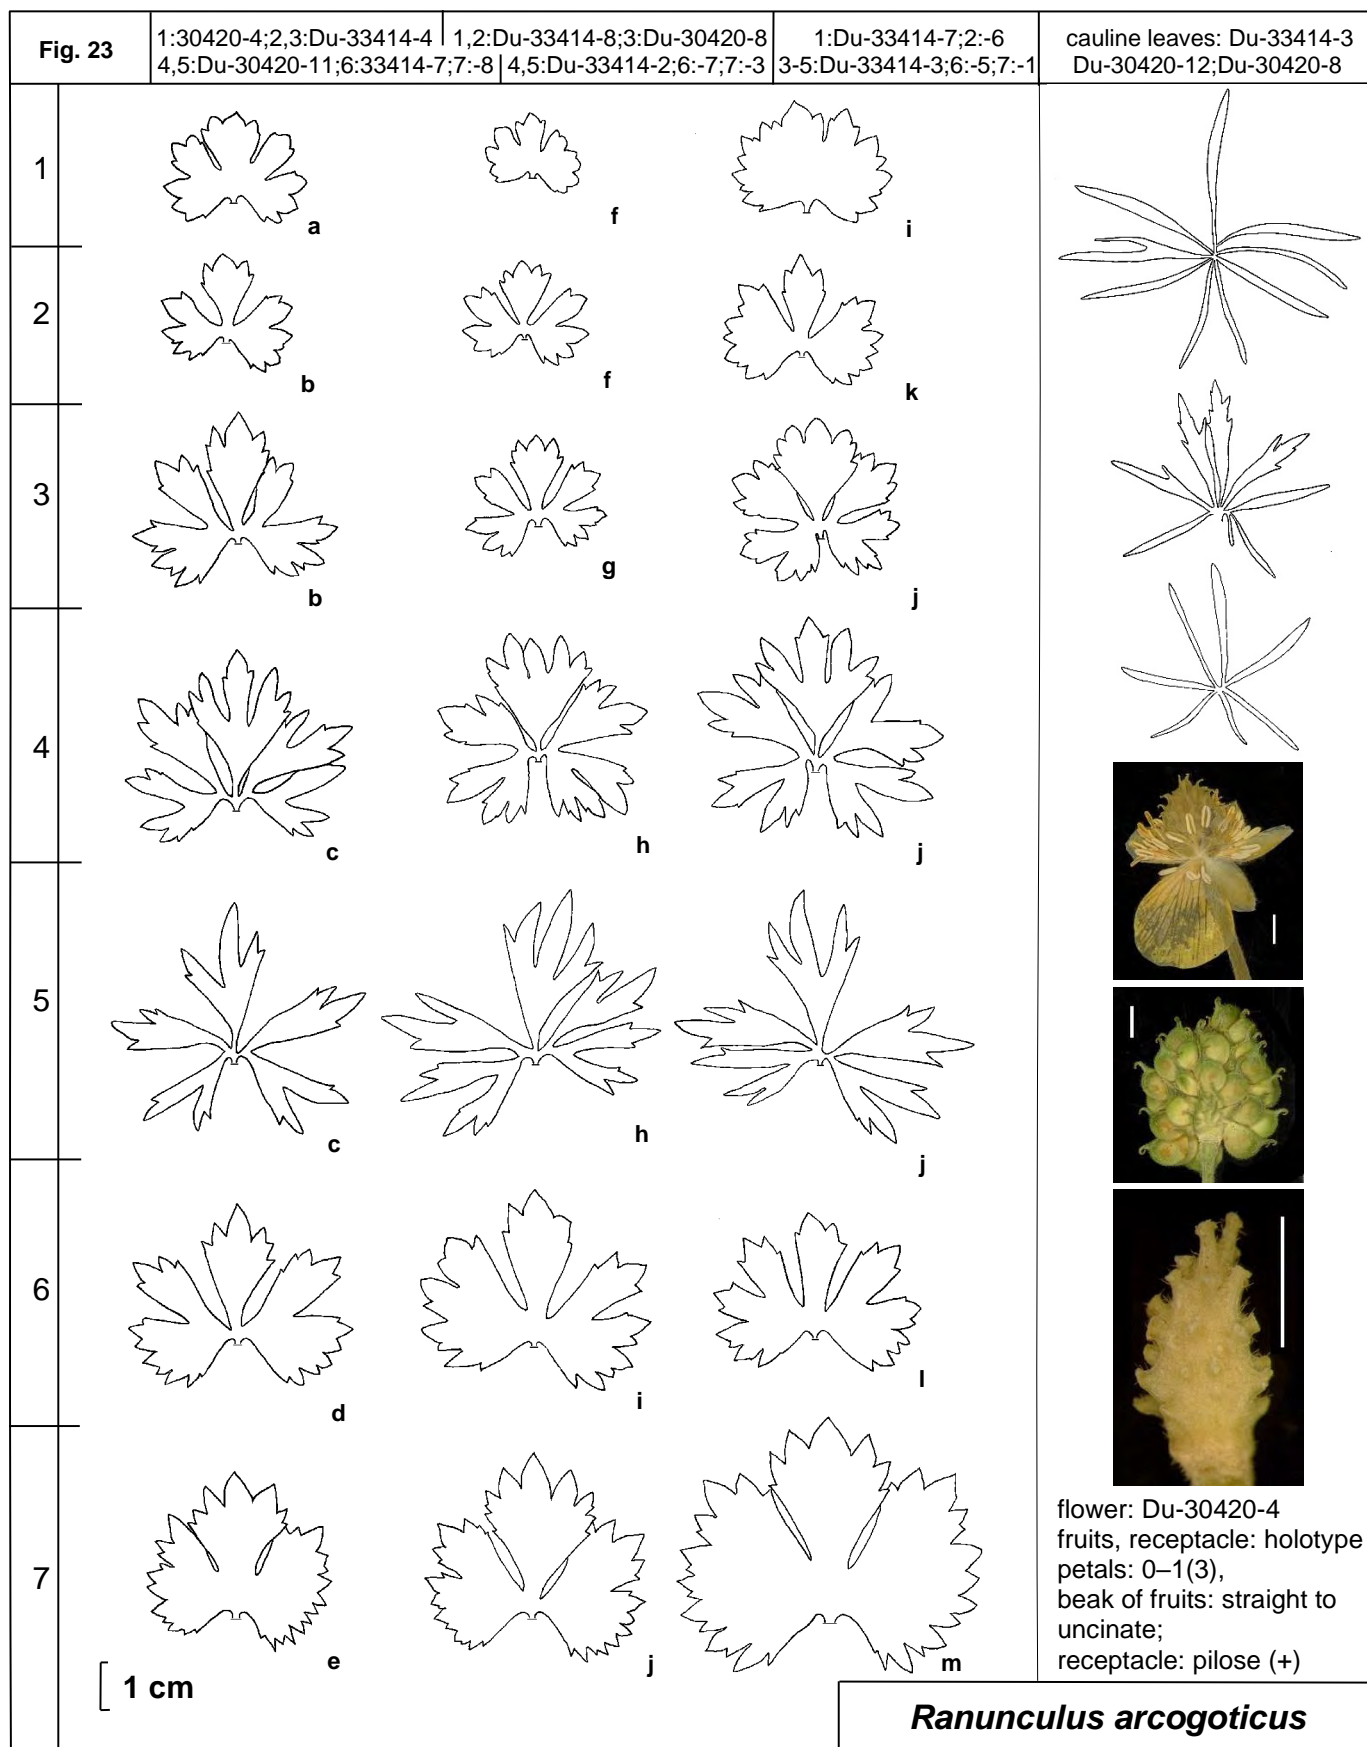 Fig. 23
1:30420-4;2,3:Du-33414-4
4,5:Du-30420-11;6:33414-7;7:-8
1,2:Du-33414-8;3:Du-30420-8
4,5:Du-33414-2;6:-7;7:-3
1:Du-33414-7;2:-6
3-5:Du-33414-3;6:-5;7:-1
cauline leaves: Du-33414-3
Du-30420-12;Du-30420-8
1
a
f
i
2
b
f
k
3
b
g
j
4
c
h
j
5
c
h
j
6
d
i
l
7
e
j
m
1 cm
flower: Du-30420-4
fruits, receptacle: holotype
petals: 0–1(3),
beak of fruits: straight to
uncinate;
receptacle: pilose (+)
Ranunculus arcogoticus